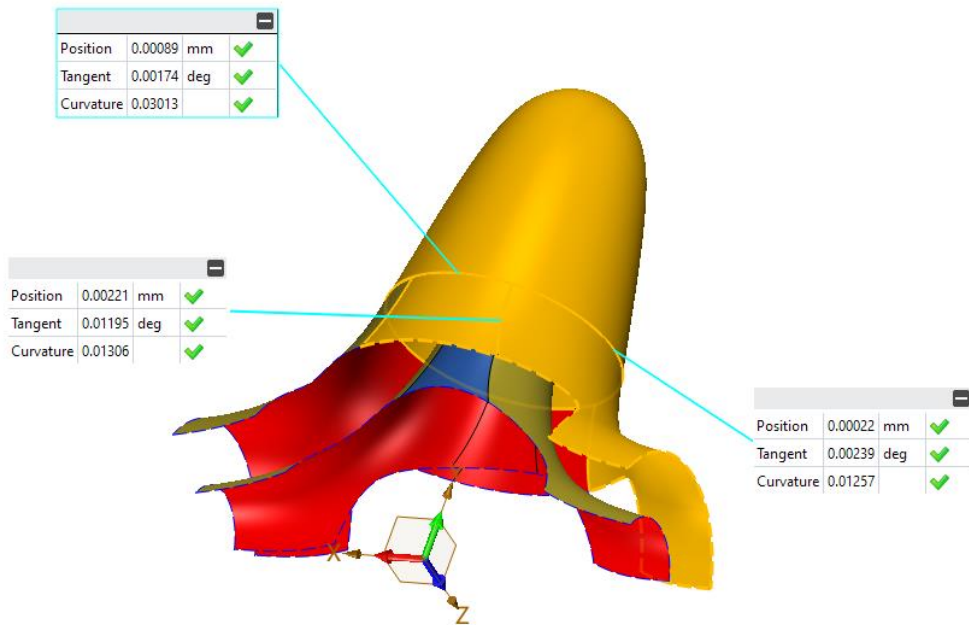 Position 0.00089 mm
Tangent 0.00174 deg
Curvature 0.03013
Position 0.00221 mm
Tangent 0.01195 deg
Curvature 0.01306
Position 0.00022 mm
Tangent 0.00239 deg
Curvature 0.01257
Y
X
Z